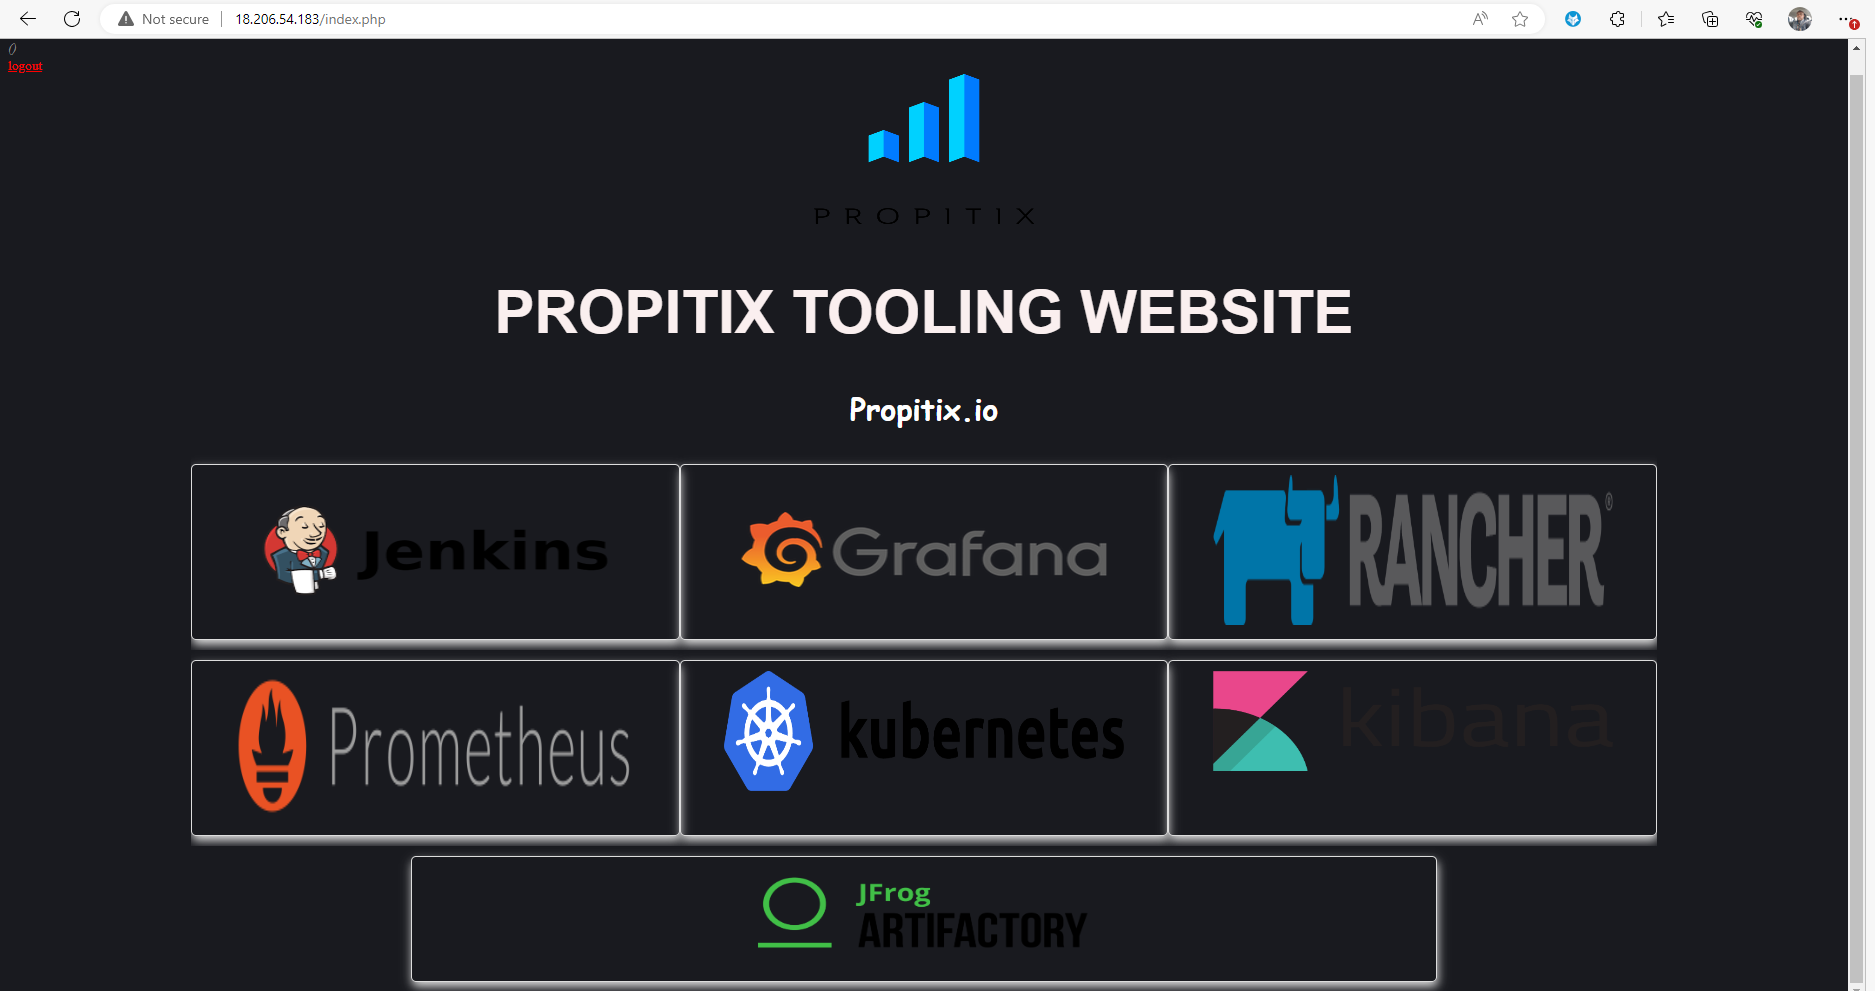 Not secure 18.206.54.183/index.php
()
logout
PROPITIX
PROPITIX TOOLING WEBSITE
Propitix.io
Jenkins
Grafana
RANCHER®
Prometheus
kubernetes
kibana
JFrog
ARTIFACTORY